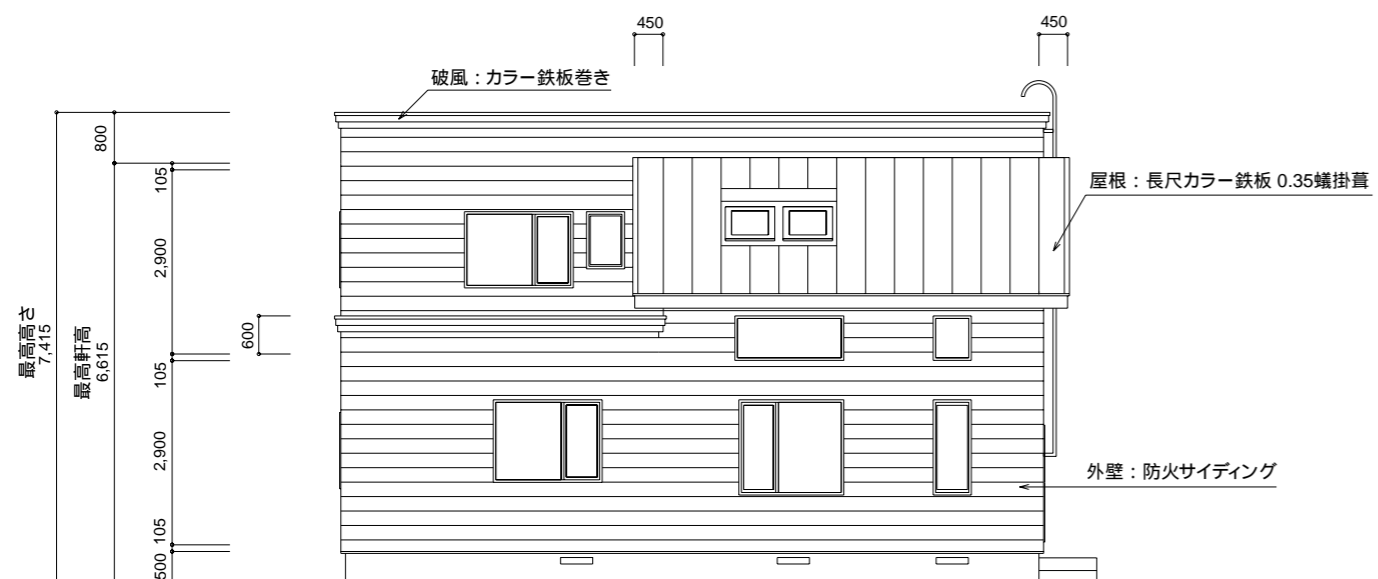 450
450
破風：カラー鉄板巻き
屋根：長尺カラー鉄板 0.35蟻掛葺
外壁：防火サイディング
最高高さ
7,415
最高軒高
6,615
800
105
2,900
600
105
2,900
105
500